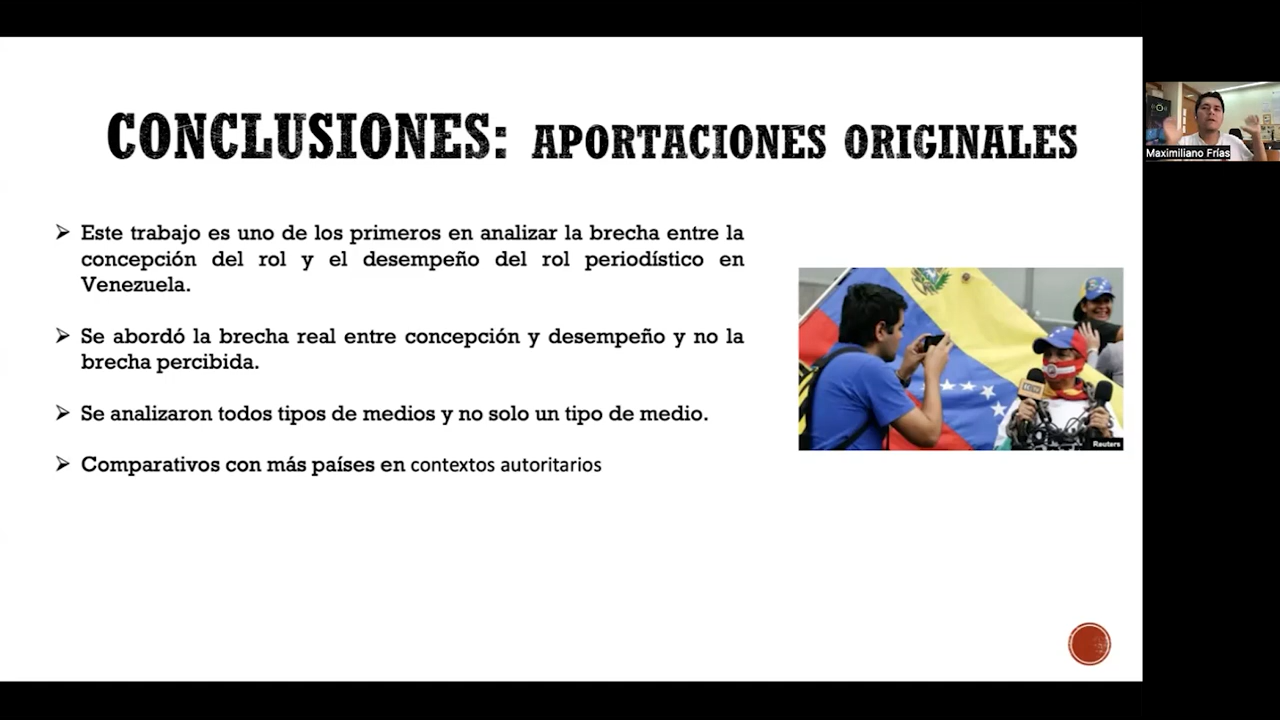 CONCLUSIONES: APORTACIONES ORIGINALES
Maximiliano Frías
Este trabajo es uno de los primeros en analizar la brecha entre la
concepción del rol y el desempeño del rol periodístico en
Venezuela.
Se abordó la brecha real entre concepción y desempeño y no la
brecha percibida.
Se analizaron todos tipos de medios y no solo un tipo de medio.
Comparativos con más países en contextos autoritarios
Reuters